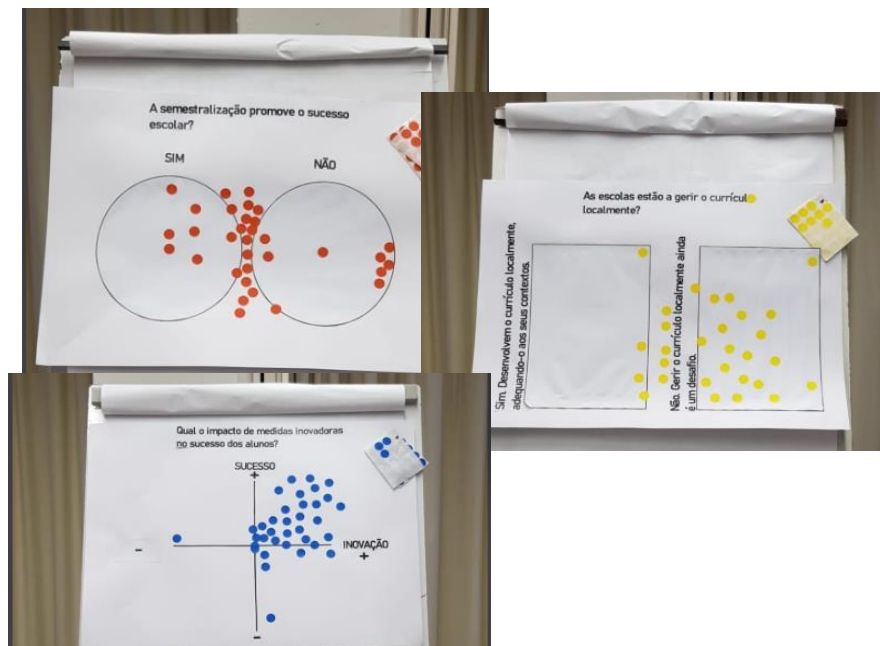 A semestralização promove o sucesso
escolar?
SIM
NÃO
As escolas estão a gerir o currícul
localmente?
Sim. Desenvolvem o currículo localmente,
adequando-o aos seus contextos.
Não. Gerir o currículo localmente ainda
é um desafio.
Qual o impacto de medidas inovadoras
no sucesso dos alunos?
SUCESSO
+
-
INOVAÇÃO
+
-